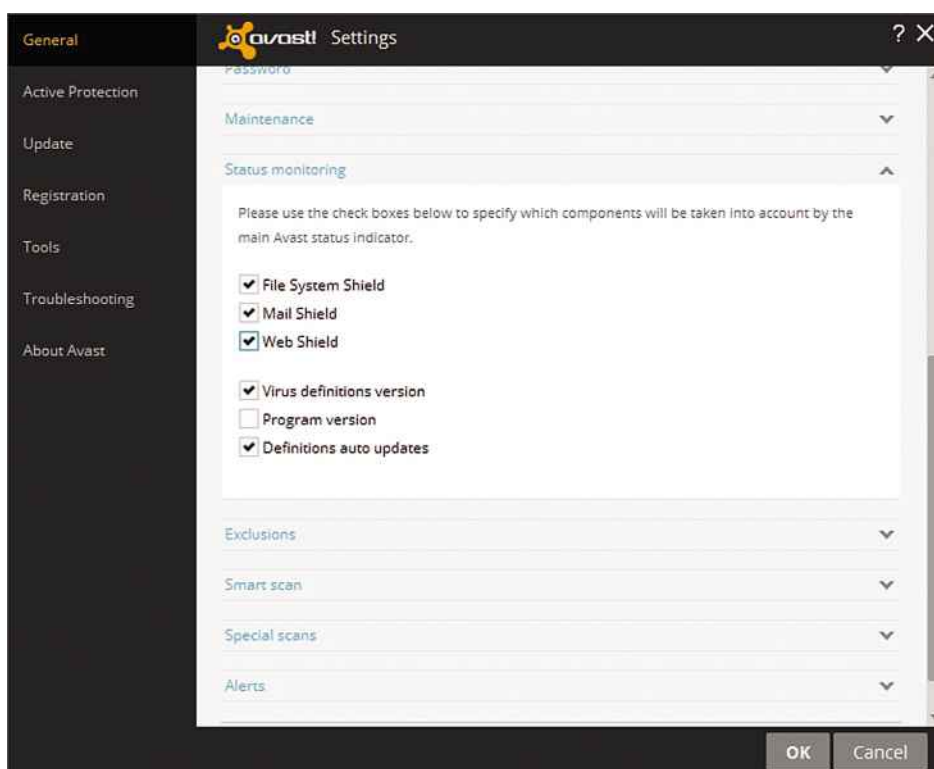 General
avast! Settings
? X
Active Protection
Update
Registration
Tools
Troubleshooting
About Avast
Password
Maintenance
Status monitoring
Please use the check boxes below to specify which components will be taken into account by the
main Avast status indicator.
File System Shield
Mail Shield
Web Shield
Virus definitions version
Program version
Definitions auto updates
Exclusions
Smart scan
Special scans
Alerts
OK
Cancel